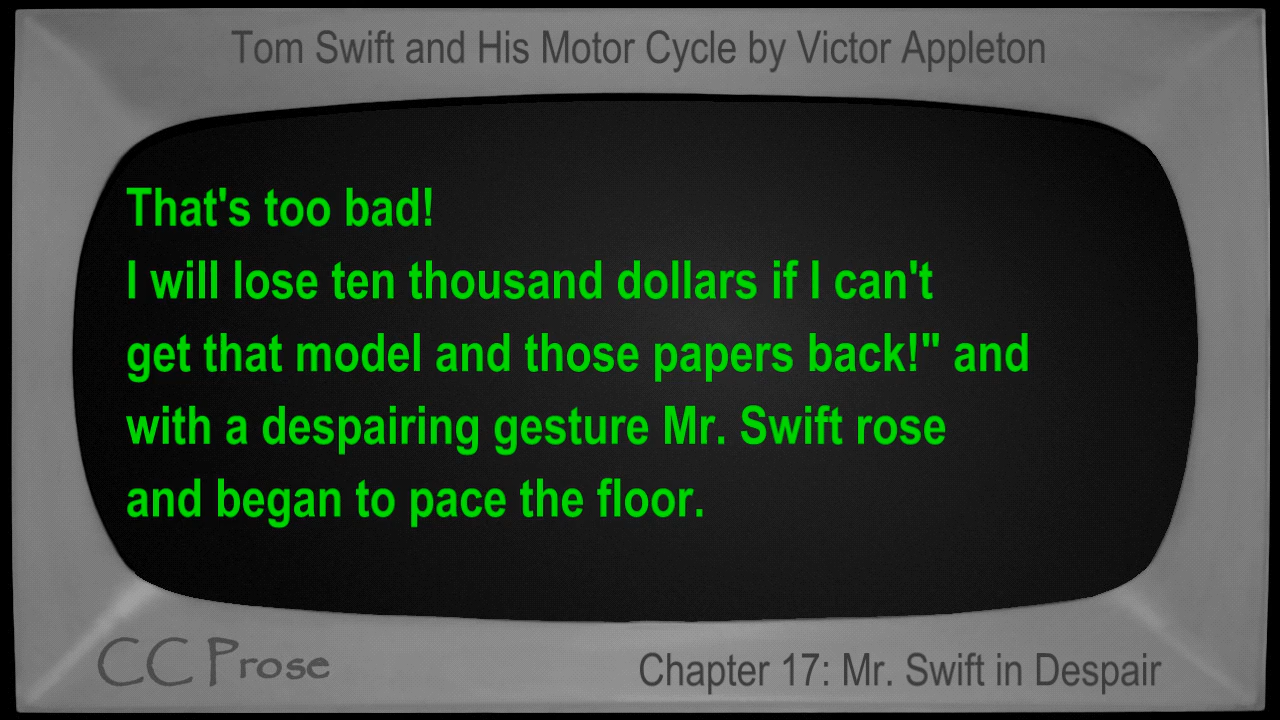 Tom Swift and His Motor Cycle by Victor Appleton
That's too bad!
I will lose ten thousand dollars if I can't
get that model and those papers back!" and
with a despairing gesture Mr. Swift rose
and began to pace the floor.
CC Prose
Chapter 17: Mr. Swift in Despair